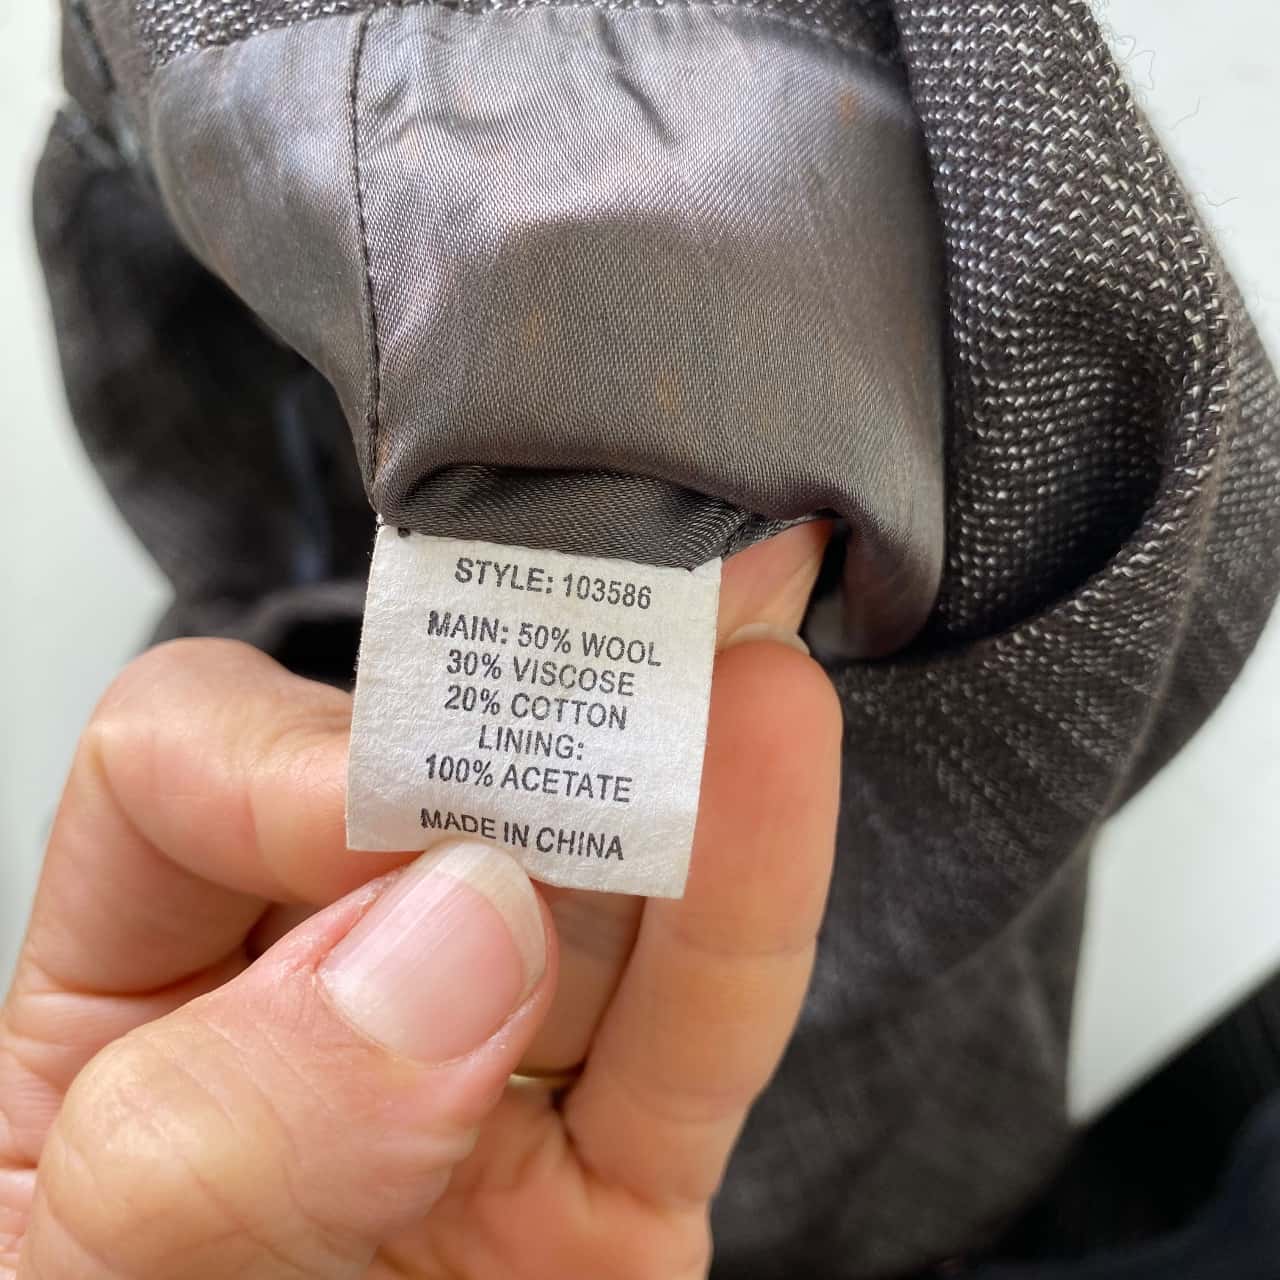 STYLE: 103586
MAIN: 50% WOOL
30% VISCOSE
20% COTTON
LINING:
100% ACETATE
MADE IN CHINA